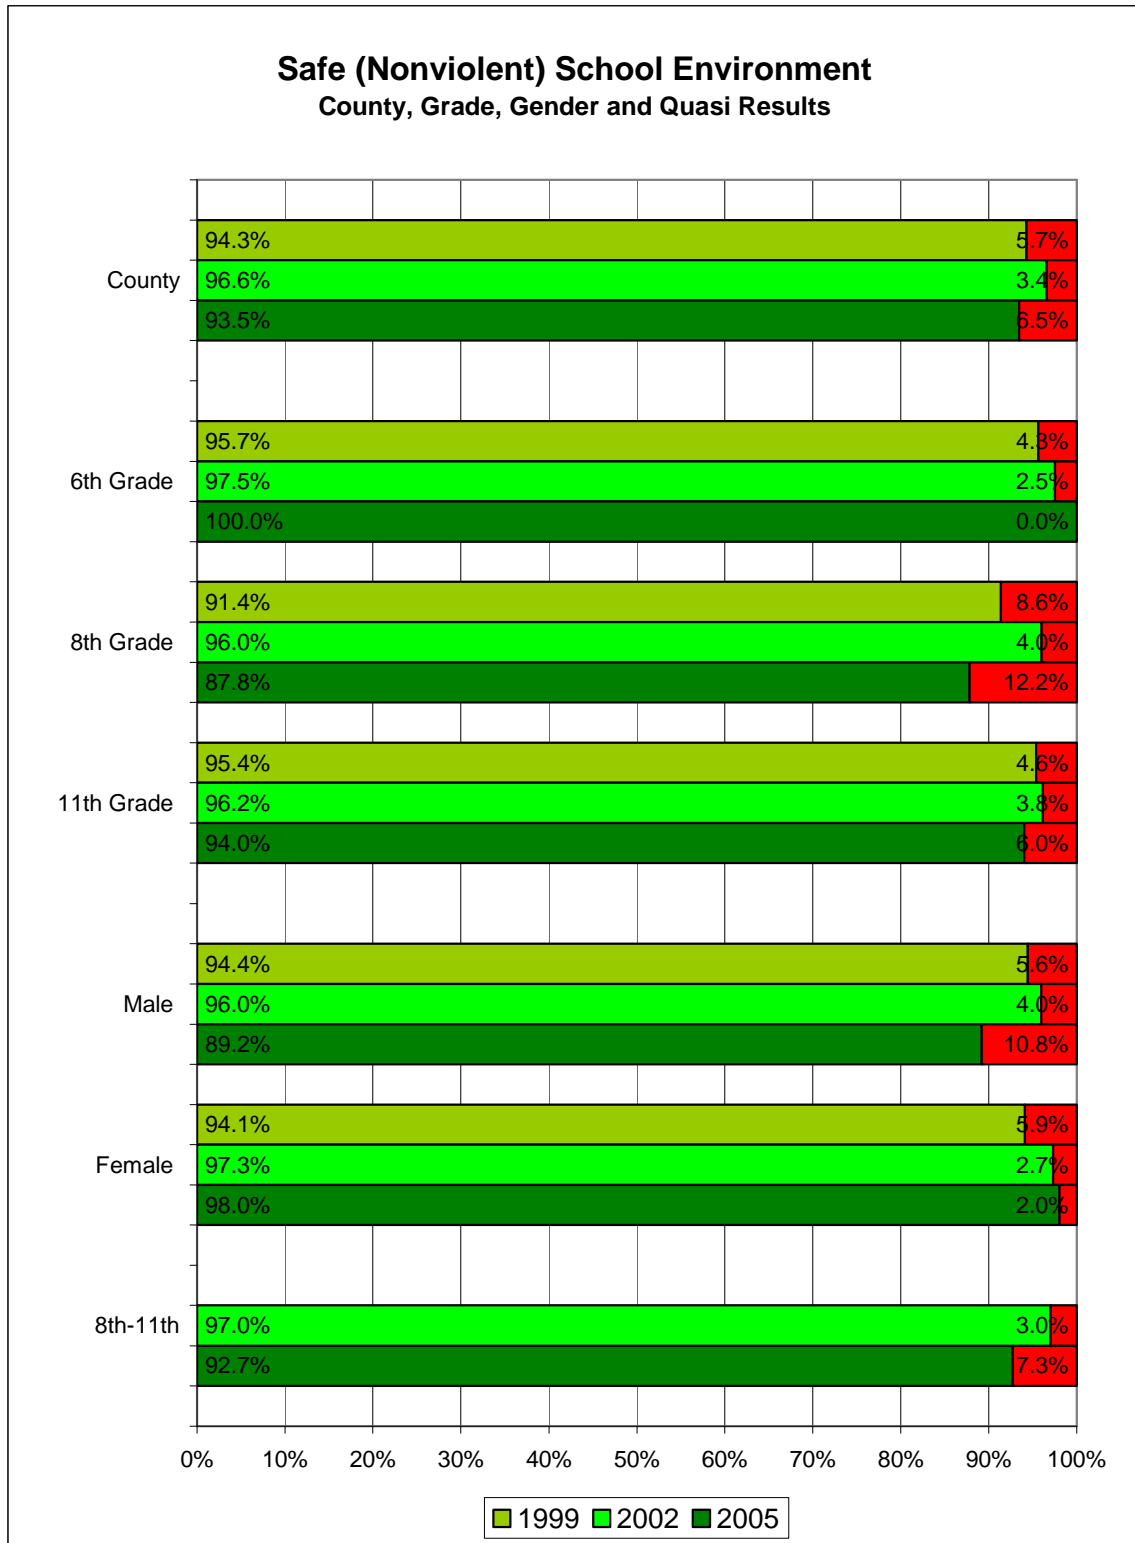 Safe (Nonviolent) School Environment
County, Grade, Gender and Quasi Results
94.3% 5.7%
County 96.6% 3.4%
93.5% 6.5%
95.7% 4.3%
6th Grade 97.5% 2.5%
100.0% 0.0%
91.4% 8.6%
8th Grade 96.0% 4.0%
87.8% 12.2%
95.4% 4.6%
11th Grade 96.2% 3.8%
94.0% 6.0%
94.4% 5.6%
Male 96.0% 4.0%
89.2% 10.8%
94.1% 5.9%
Female 97.3% 2.7%
98.0% 2.0%
8th-11th 97.0% 3.0%
92.7% 7.3%
0% 10% 20% 30% 40% 50% 60% 70% 80% 90% 100%
1999 2002 2005